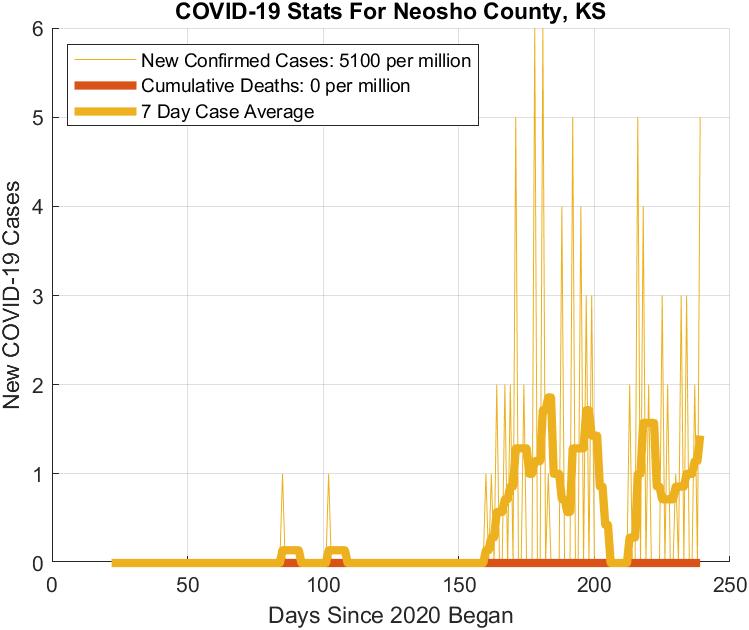 COVID-19 Stats For Neosho County, KS
New Confirmed Cases: 5100 per million
Cumulative Deaths: 0 per million
7 Day Case Average
New COVID-19 Cases
6
5
4
3
2
1
0
0 50 100 150 200 250
Days Since 2020 Began